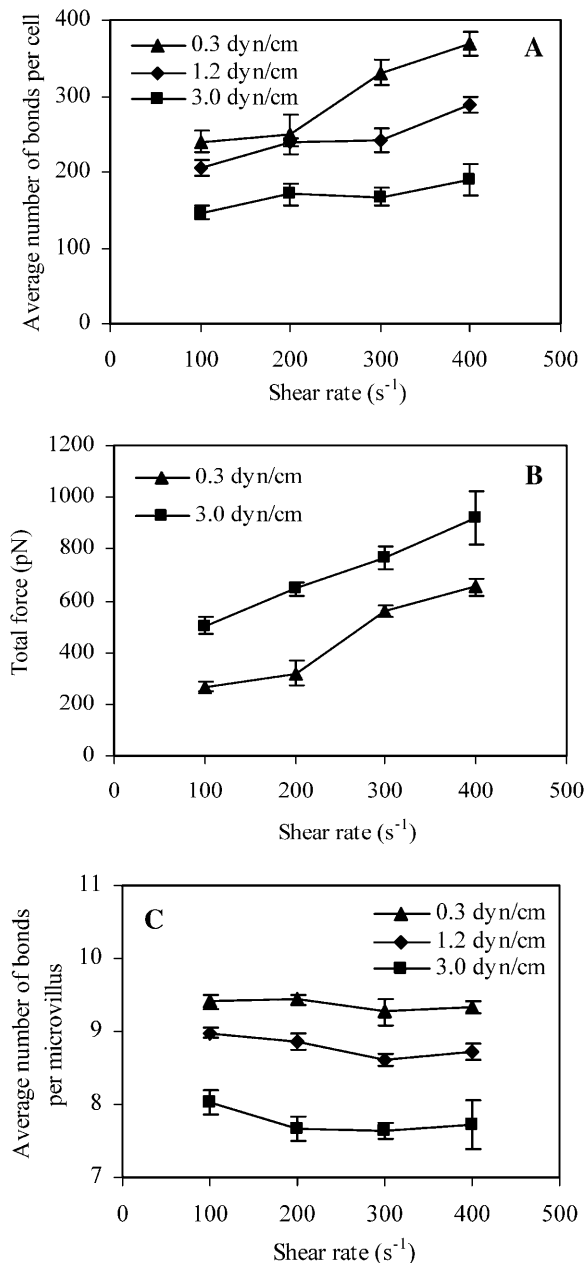 A
0.3 dyn/cm
1.2 dyn/cm
3.0 dyn/cm
Average number of bonds per cell
400
300
200
100
0
0 100 200 300 400 500
Shear rate (s-1)
B
0.3 dyn/cm
3.0 dyn/cm
Total force (pN)
1200
1000
800
600
400
200
0
0 100 200 300 400 500
Shear rate (s-1)
C
0.3 dyn/cm
1.2 dyn/cm
3.0 dyn/cm
Average number of bonds
per microvillus
11
10
9
8
7
0 100 200 300 400 500
Shear rate (s-1)